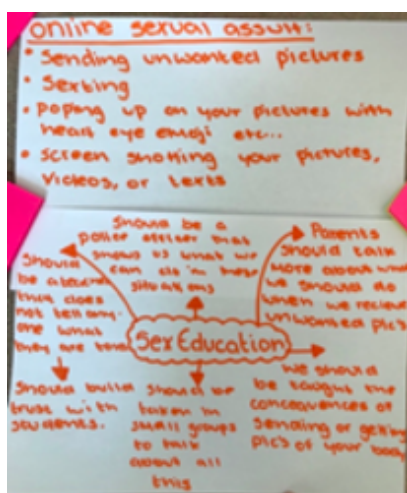 online sexual assult:
• Sending unwanted pictures
• Sexting
• Poping up on your pictures with
heart eye emoji etc...
• Screen shotting your pictures,
Videos, or texts
Should be a
police officer that
shows us what we
can do in these
situations
Parents
should talk
more about what
we should do
when we recieve
unwanted pics
Should
be a teacher
that does
not tell any-
one what
they are told
Sex Education
Should build
trust with
students.
Should be
taken in
small groups
to talk
about all
this
We should
be taught the
concequences of
Sending or getting
pics of your body